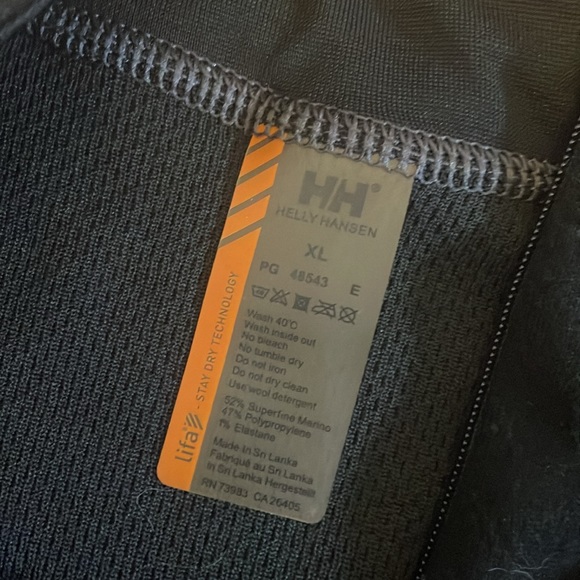 HH®
HELLY HANSEN
XL
PG 48543 E
Wash 40°C
Wash inside out
No bleach
No tumble dry
Do not iron
Do not dry clean
Use wool detergent
52% Superfine Merino
47% Polypropylene
1% Elastane
Made in Sri Lanka
Fabriqué au Sri Lanka
In Sri Lanka Hergestellt
RN 73983 CA 26405
lifa - STAY DRY TECHNOLOGY